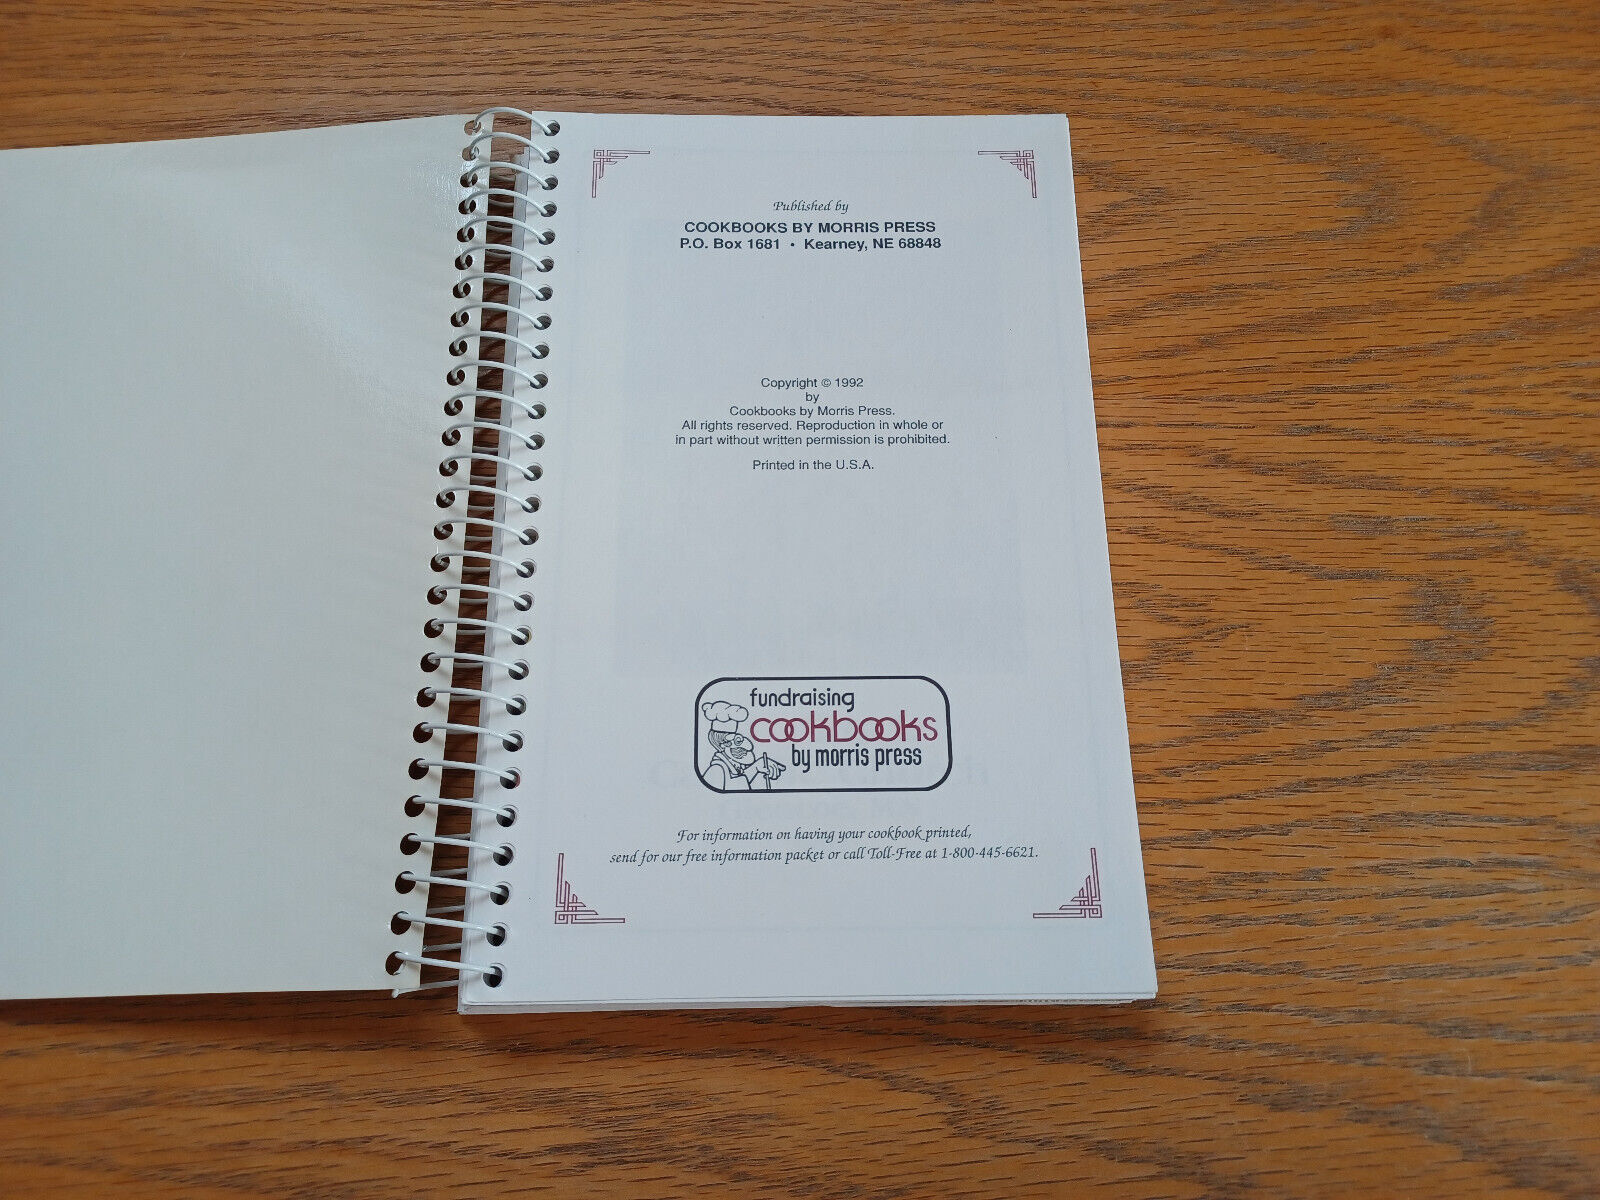 Published by
COOKBOOKS BY MORRIS PRESS
P.O. Box 1681 • Kearney, NE 68848
Copyright © 1992
by
Cookbooks by Morris Press.
All rights reserved. Reproduction in whole or
in part without written permission is prohibited.
Printed in the U.S.A.
fundraising
cookbooks
by morris press
For information on having your cookbook printed,
send for our free information packet or call Toll-Free at 1-800-445-6621.